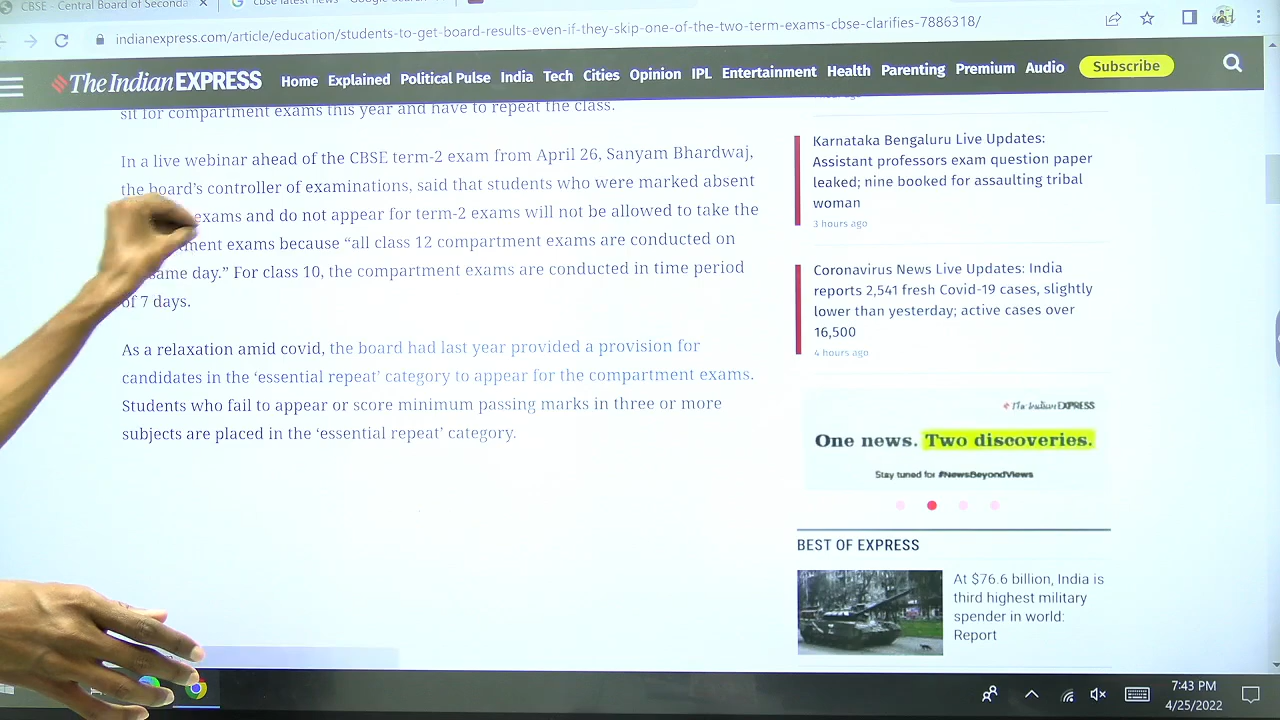 CBSE - Central Board of Seconda
cbse latest news - Google Search
indianexpress.com/article/education/students-to-get-board-results-even-if-they-skip-one-of-the-two-term-exams-cbse-clarifies-7886318/
The Indian EXPRESS
Home Explained Political Pulse India Tech Cities Opinion IPL Entertainment Health Parenting Premium Audio Subscribe
sit for compartment exams this year and have to repeat the class.
In a live webinar ahead of the CBSE term-2 exam from April 26, Sanyam Bhardwaj,
the board's controller of examinations, said that students who were marked absent
exams and do not appear for term-2 exams will not be allowed to take the
exams because “all class 12 compartment exams are conducted on
same day.” For class 10, the compartment exams are conducted in time period
of 7 days.
As a relaxation amid covid, the board had last year provided a provision for
candidates in the ‘essential repeat’ category to appear for the compartment exams.
Students who fail to appear or score minimum passing marks in three or more
subjects are placed in the ‘essential repeat’ category.
Karnataka Bengaluru Live Updates:
Assistant professors exam question paper
leaked; nine booked for assaulting tribal
woman
3 hours ago
Coronavirus News Live Updates: India
reports 2,541 fresh Covid-19 cases, slightly
lower than yesterday; active cases over
16,500
4 hours ago
The Indian EXPRESS
One news. Two discoveries.
Stay tuned for #NewsBeyondViews
BEST OF EXPRESS
At $76.6 billion, India is
third highest military
spender in world:
Report
7:43 PM
4/25/2022